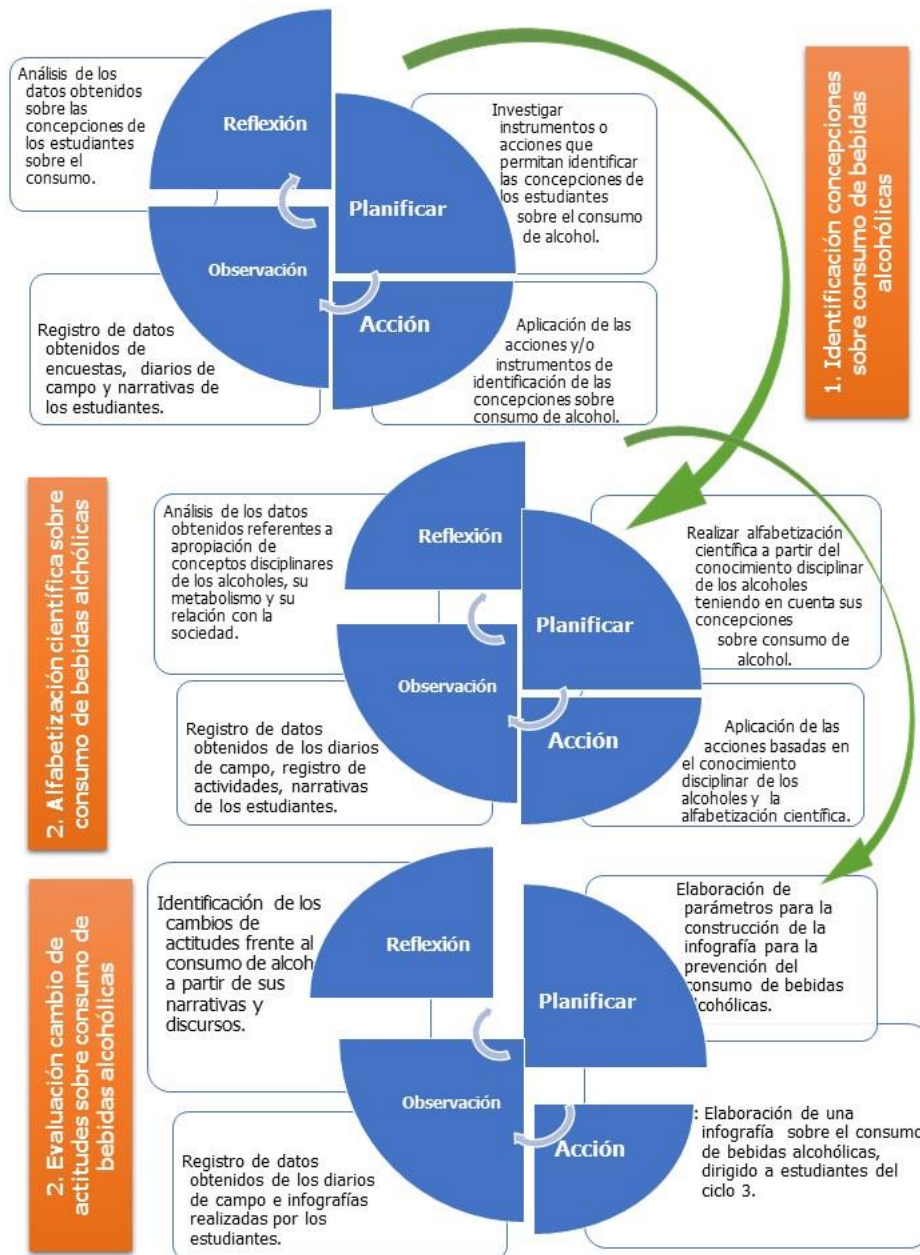 Análisis de los
datos obtenidos
sobre las
concepciones de
los estudiantes
sobre el
consumo.
Reflexión
Investigar
instrumentos o
acciones que
permitan identificar
las concepciones de
los estudiantes
sobre el consumo
de alcohol.
Planificar
Observación
Registro de datos
obtenidos de
encuestas, diarios de
campo y narrativas de
los estudiantes.
Acción
Aplicación de las
acciones y/o
instrumentos de
identificación de las
concepciones sobre
consumo de alcohol.
1. Identificación concepciones
sobre consumo de bebidas
alcohólicas
2. Alfabetización científica sobre
consumo de bebidas alchólicas
Análisis de los datos
obtenidos referentes a
apropiación de
conceptos disciplinares
de los alcoholes, su
metabolismo y su
relación con la
sociedad.
Reflexión
Realizar alfabetización
científica a partir del
conocimiento disciplinar
de los alcoholes
teniendo en cuenta sus
concepciones
sobre consumo de
alcohol.
Planificar
Observación
Registro de datos
obtenidos de los diarios
de campo, registro de
actividades, narrativas
de los estudiantes.
Acción
Aplicación de las
acciones basadas en
el conocimiento
disciplinar de los
alcoholes y la
alfabetización científica.
2. Evaluación cambio de
actitudes sobre consumo de
bebidas alcohólicas
Identificación de los
cambios de
actitudes frente al
consumo de alcoh
a partir de sus
narrativas y
discursos.
Reflexión
Elaboración de
parámetros para la
construcción de la
infografía para la
prevención del
consumo de bebidas
alcohólicas.
Planificar
Observación
Registro de datos
obtenidos de los diarios
de campo e infografías
realizadas por los
estudiantes.
Acción
: Elaboración de una
infografía sobre el consumo
de bebidas alcohólicas,
dirigido a estudiantes del
ciclo 3.